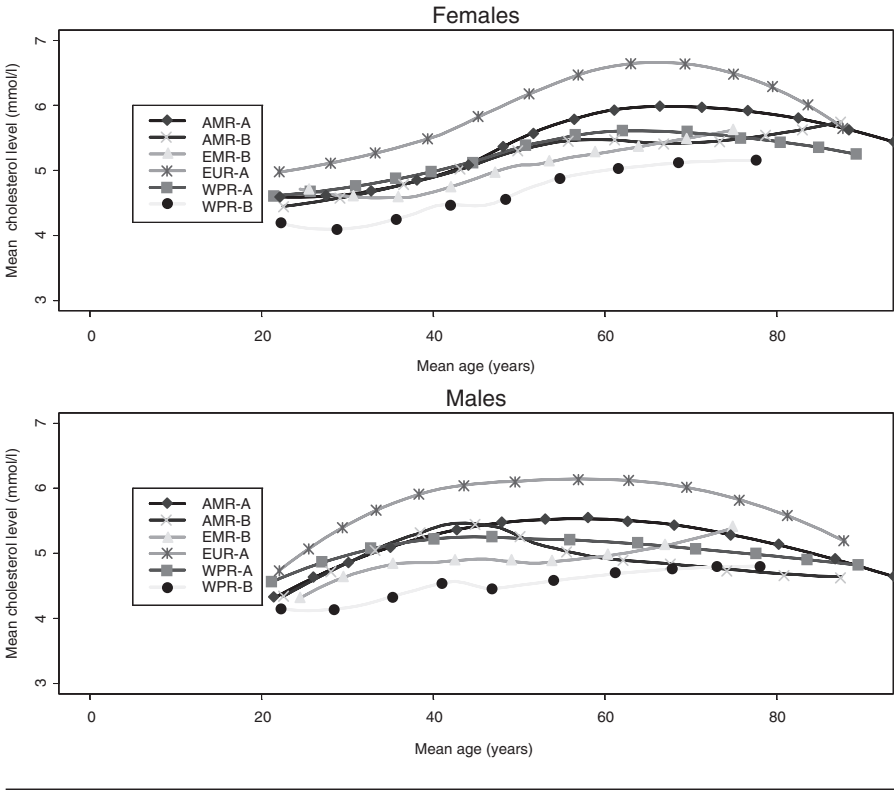 Females
Mean cholesterol level (mmol/l)
7
6
5
4
3
AMR-A
AMR-B
EMR-B
EUR-A
WPR-A
WPR-B
0 20 40 60 80
Mean age (years)
Males
Mean cholesterol level (mmol/l)
7
6
5
4
3
AMR-A
AMR-B
EMR-B
EUR-A
WPR-A
WPR-B
0 20 40 60 80
Mean age (years)